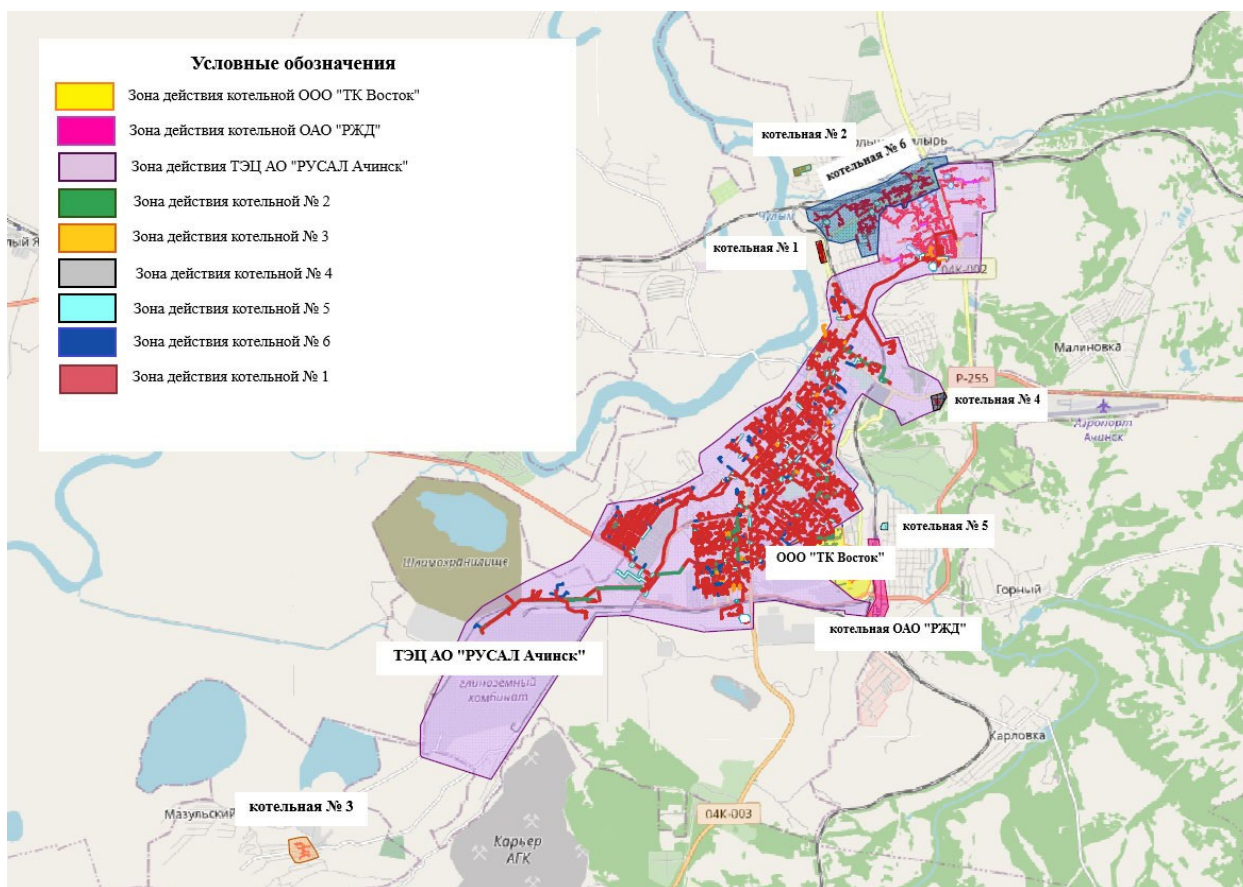 Условные обозначения
Зона действия котельной ООО "ТК Восток"
Зона действия котельной ОАО "РЖД"
Зона действия ТЭЦ АО "РУСАЛ Ачинск"
Зона действия котельной № 2
Зона действия котельной № 3
Зона действия котельной № 4
Зона действия котельной № 5
Зона действия котельной № 6
Зона действия котельной № 1
котельная № 2
котельная № 6
Чулым
котельная № 1
04К-002
Малиновка
Р-255
котельная № 4
Аэропорт
Ачинск
котельная № 5
Шламохранилище
ООО "ТК Восток"
Горный
котельная ОАО "РЖД"
ТЭЦ АО "РУСАЛ Ачинск"
глиноземный
комбинат
Карловка
котельная № 3
Мазульский
04К-003
Карьер
АГК